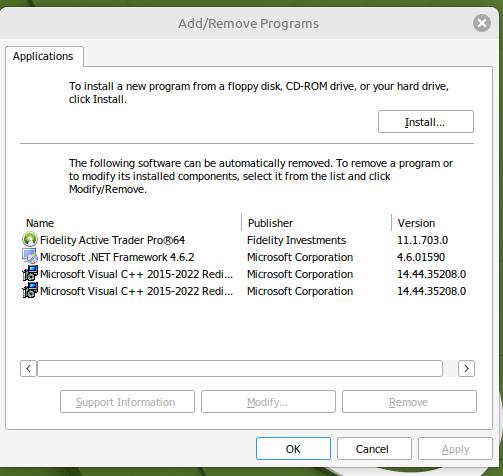 Add/Remove Programs
Applications
To install a new program from a floppy disk, CD-ROM drive, or your hard drive,
click Install.
Install...
The following software can be automatically removed. To remove a program or
to modify its installed components, select it from the list and click
Modify/Remove.
Name Publisher Version
Fidelity Active Trader Pro®64 Fidelity Investments 11.1.703.0
Microsoft .NET Framework 4.6.2 Microsoft Corporation 4.6.01590
Microsoft Visual C++ 2015-2022 Redi... Microsoft Corporation 14.44.35208.0
Microsoft Visual C++ 2015-2022 Redi... Microsoft Corporation 14.44.35208.0
Support Information Modify... Remove
OK Cancel Apply